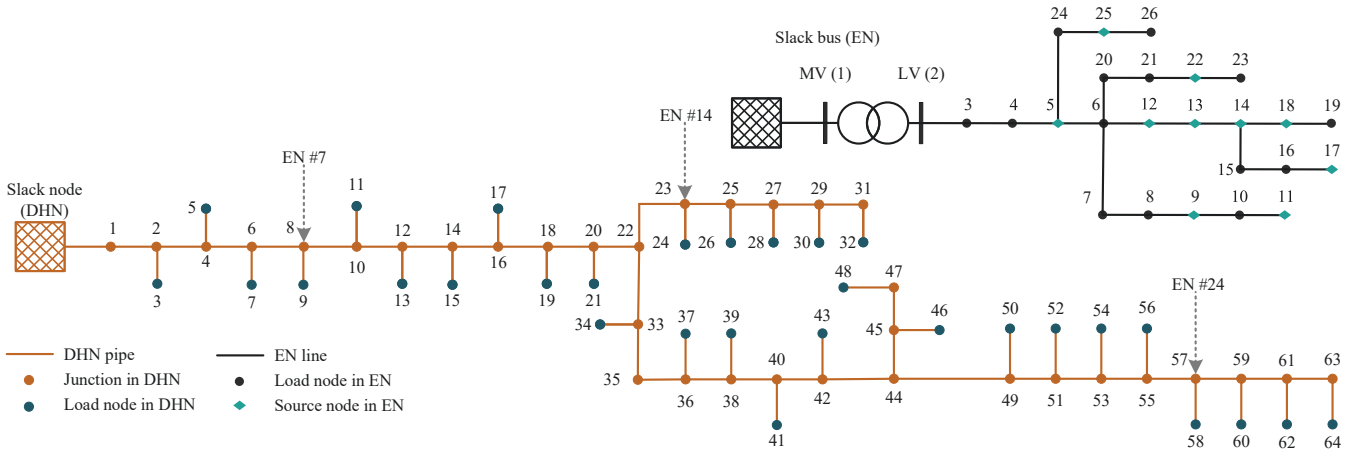 24 25 26
Slack bus (EN)
MV (1) LV (2)
20 21 22 23
3 4 5 6 12 13 14 18 19
EN #14
15 16 17
EN #7
7 8 9 10 11
Slack node
(DHN)
5 11 17 23 25 27 29 31
1 2 6 8 12 14 18 20 22 24 26 28 30 32
4 10 16
3 7 9 13 15 19 21
48 47 EN #24
34 33 37 39 43 45 46 50 52 54 56
DHN pipe EN line
Junction in DHN Load node in EN
Load node in DHN Source node in EN
35 40 57 59 61 63
36 38 42 44 49 51 53 55
41 58 60 62 64